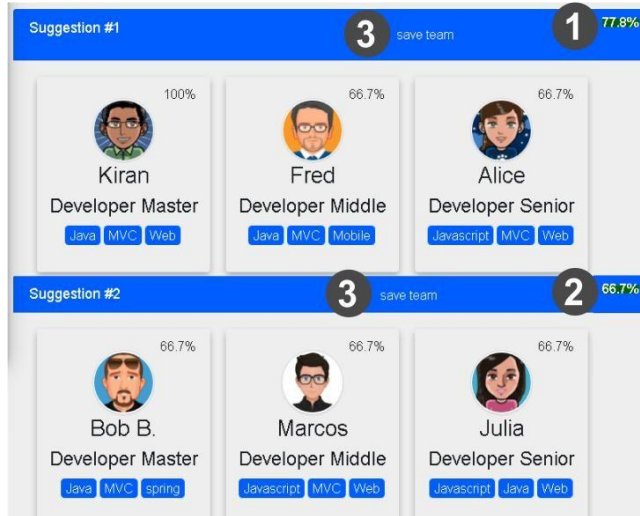 Suggestion #1 3 save team 1 77.8%
100% 66.7% 66.7%
Kiran Fred Alice
Developer Master Developer Middle Developer Senior
Java MVC Web Java MVC Mobile Javascript MVC Web
Suggestion #2 3 save team 2 66.7%
66.7% 66.7% 66.7%
Bob B. Marcos Julia
Developer Master Developer Middle Developer Senior
Java MVC spring Javascript MVC Web Javascript Java Web